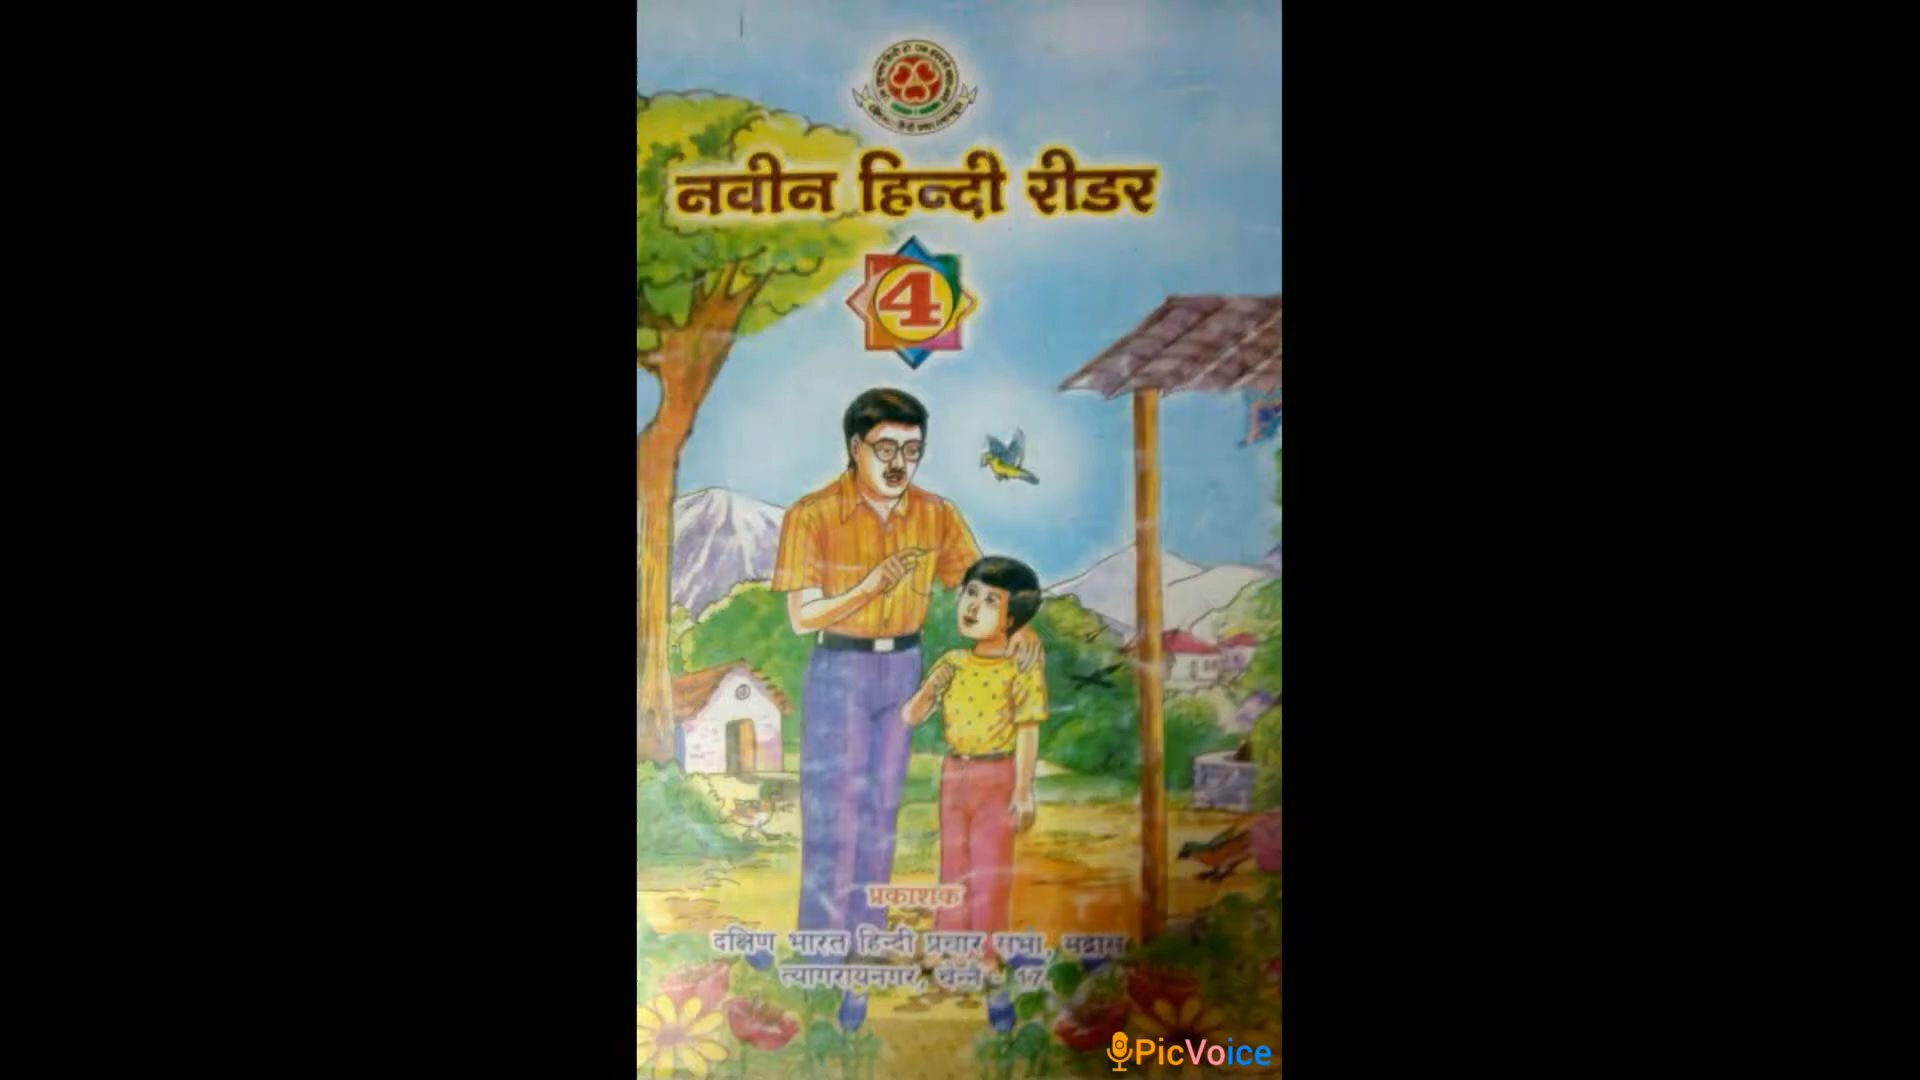 नवीन हिन्दी रीडर
4
प्रकाशक
दक्षिण भारत हिन्दी प्रचार सभा, मद्रास
त्यागरायनगर, चेन्नै - 17.
PicVoice